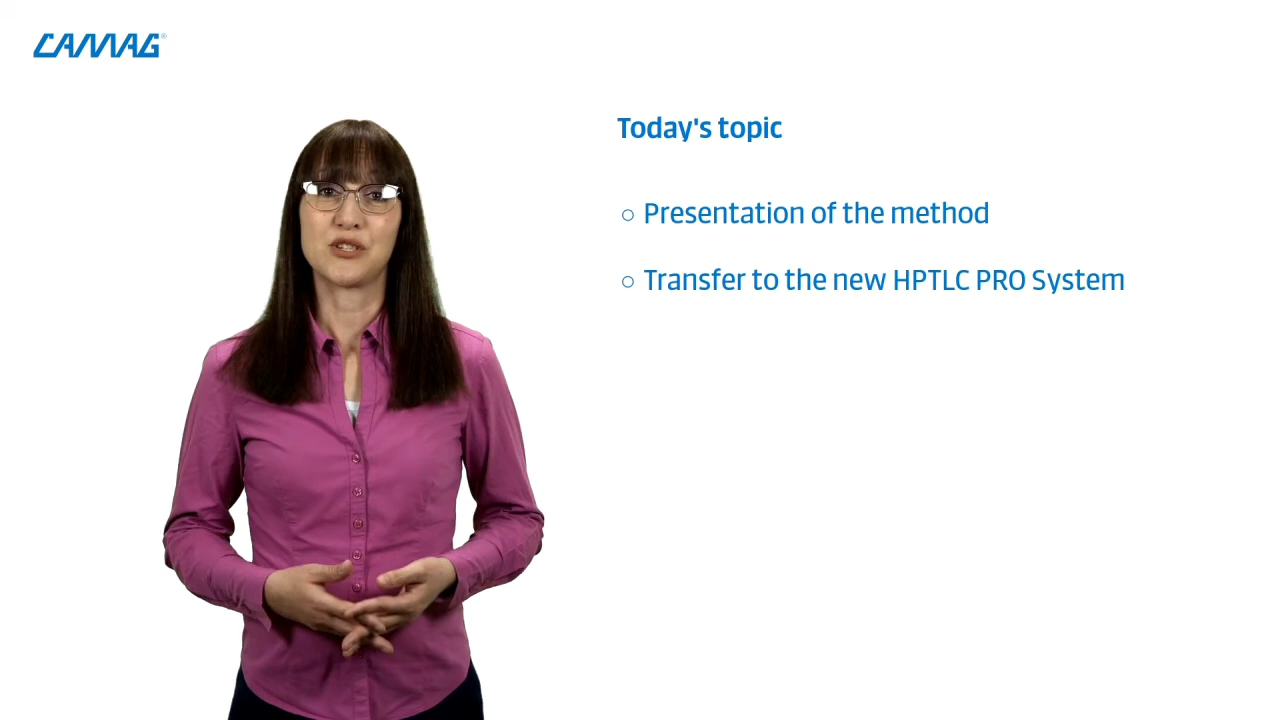 CAMAG®
Today's topic
○ Presentation of the method
○ Transfer to the new HPTLC PRO System